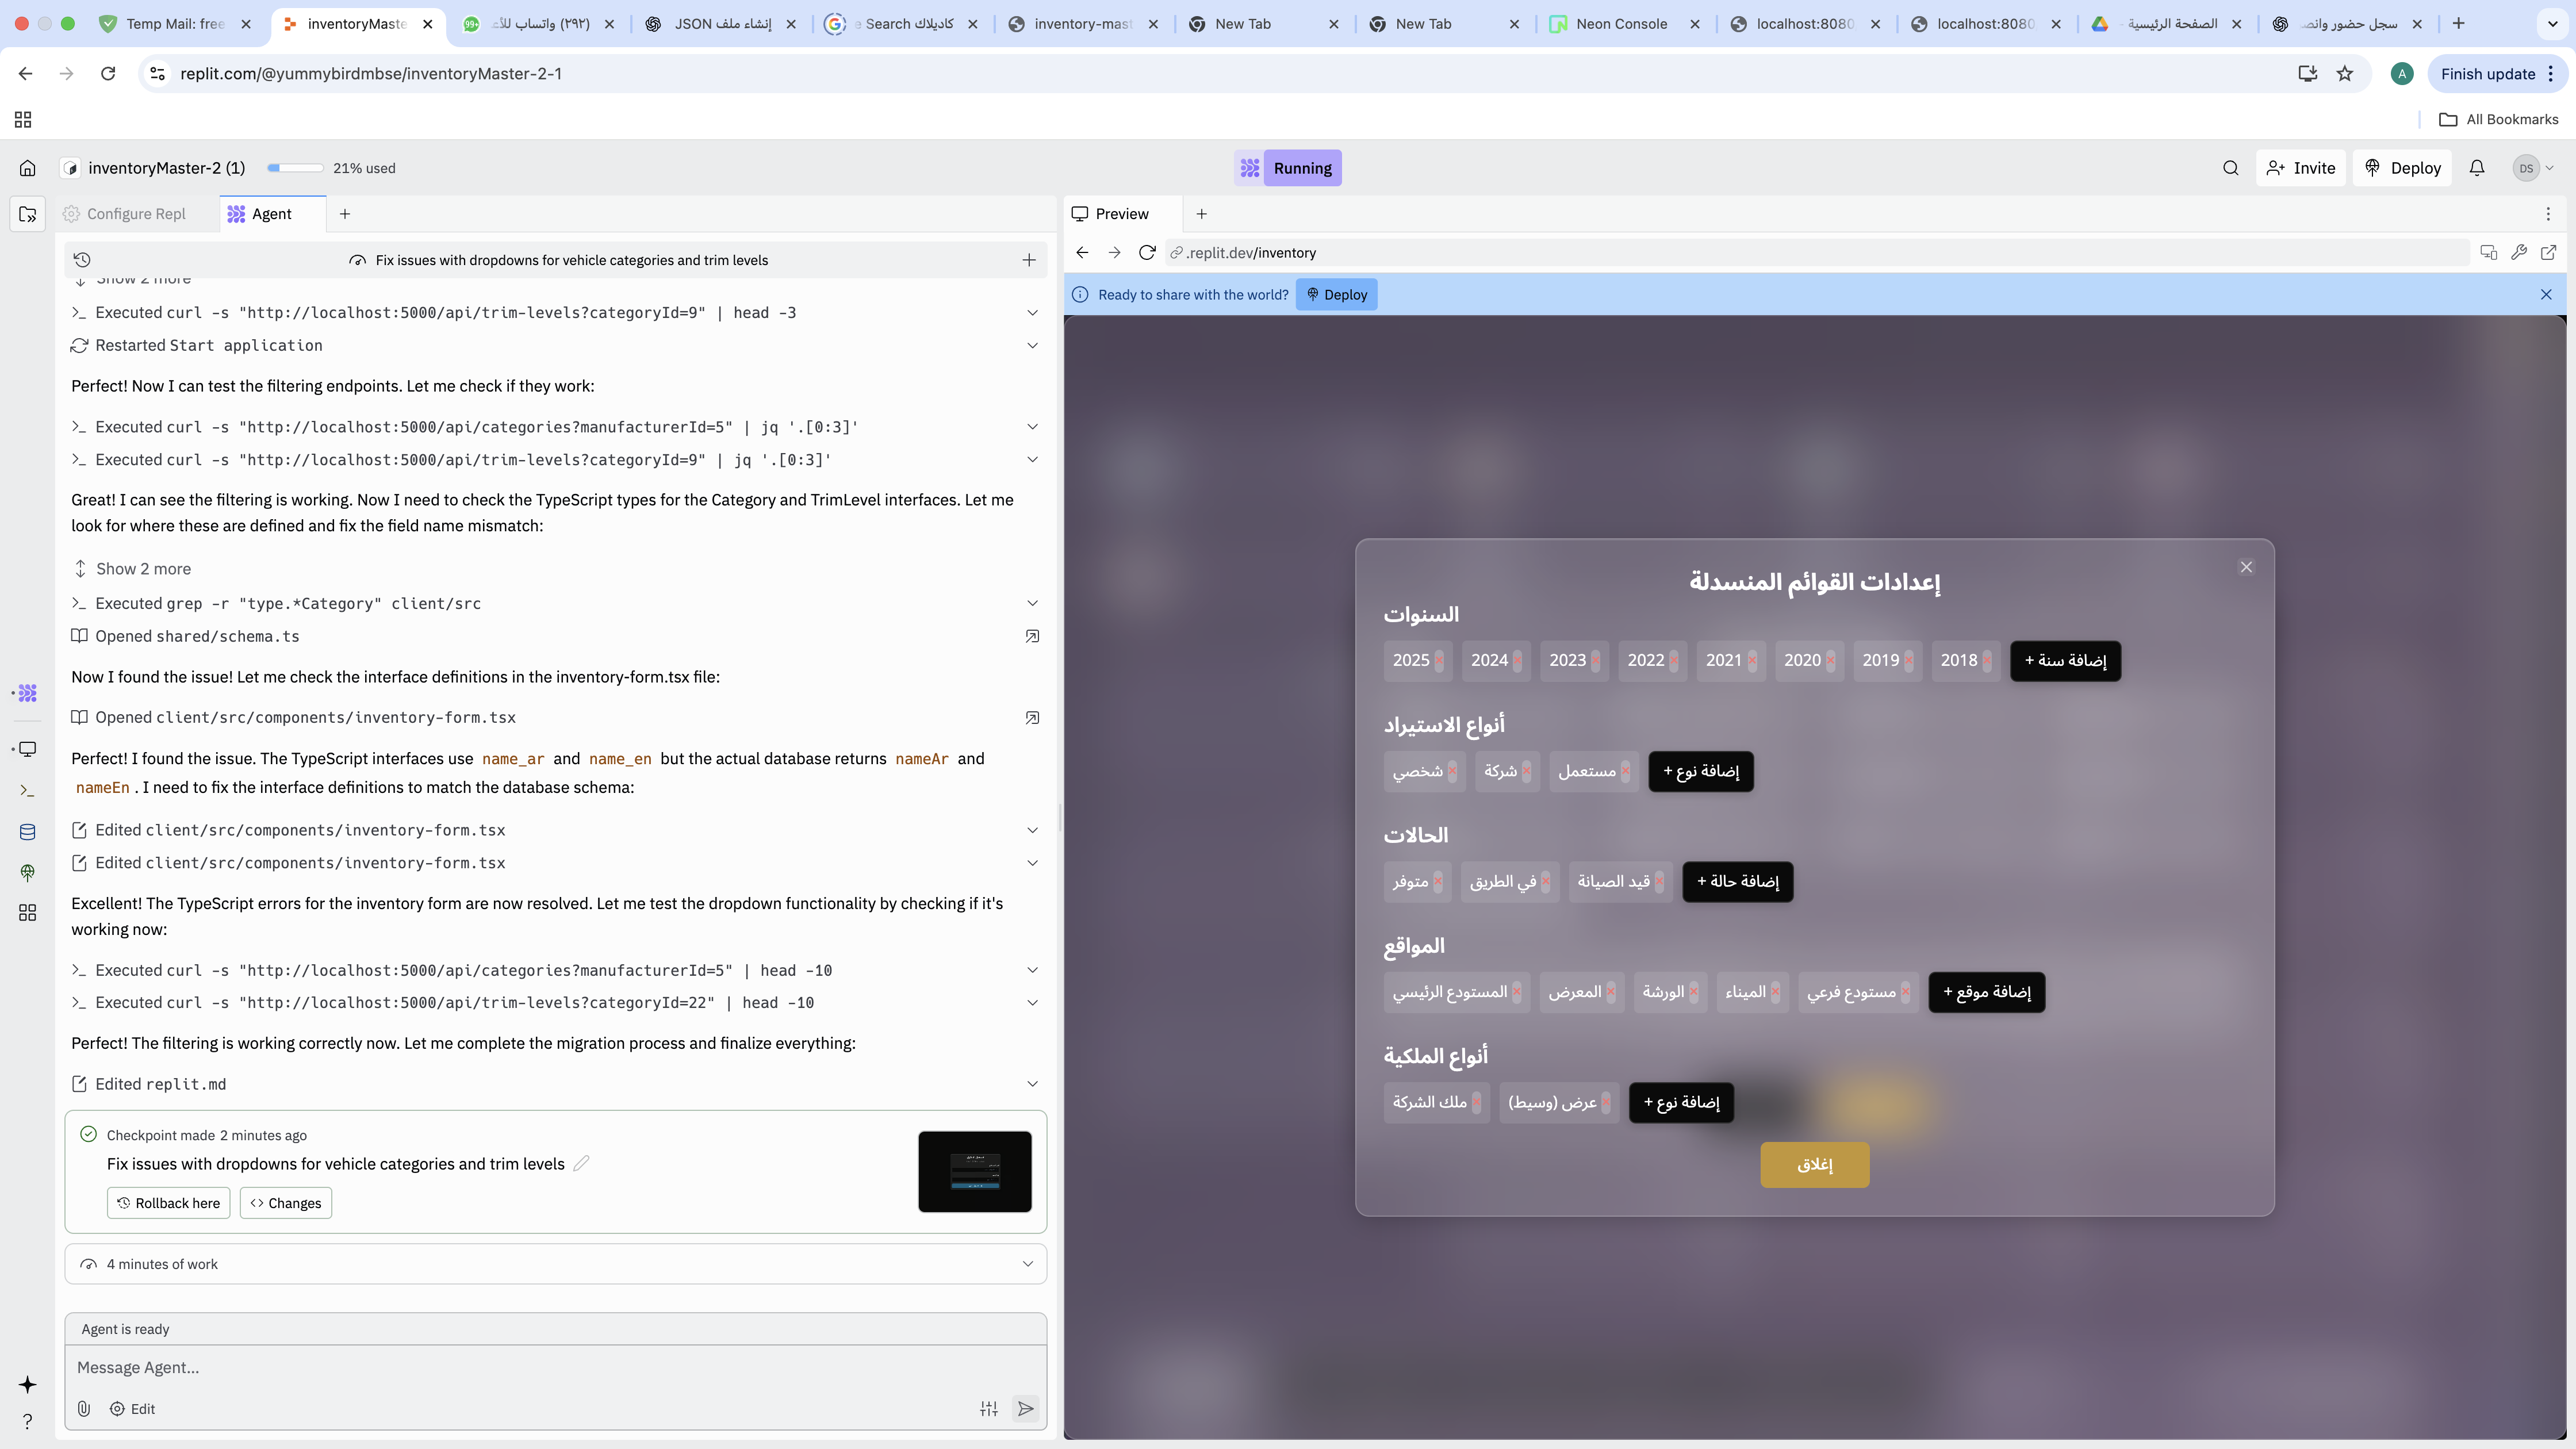 Temp Mail: free
inventoryMaste
99+
(٢٩٢) واتساب للأع
إنشاء ملف JSON
كاديلاك e Search
inventory-mast
New Tab
New Tab
Neon Console
localhost:8080
localhost:8080
الصفحة الرئيسية -
سجل حضور وانص
replit.com/@yummybirdmbse/inventoryMaster-2-1
A
Finish update
All Bookmarks
inventoryMaster-2 (1)
21% used
Running
Invite
Deploy
DS
Configure Repl
Agent
Fix issues with dropdowns for vehicle categories and trim levels
Show 2 more
Executed curl -s "http://localhost:5000/api/trim-levels?categoryId=9" | head -3
Restarted Start application
Perfect! Now I can test the filtering endpoints. Let me check if they work:
Executed curl -s "http://localhost:5000/api/categories?manufacturerId=5" | jq '.[0:3]'
Executed curl -s "http://localhost:5000/api/trim-levels?categoryId=9" | jq '.[0:3]'
Great! I can see the filtering is working. Now I need to check the TypeScript types for the Category and TrimLevel interfaces. Let me
look for where these are defined and fix the field name mismatch:
Show 2 more
Executed grep -r "type.*Category" client/src
Opened shared/schema.ts
Now I found the issue! Let me check the interface definitions in the inventory-form.tsx file:
Opened client/src/components/inventory-form.tsx
Perfect! I found the issue. The TypeScript interfaces use name_ar and name_en but the actual database returns nameAr and
nameEn . I need to fix the interface definitions to match the database schema:
Edited client/src/components/inventory-form.tsx
Edited client/src/components/inventory-form.tsx
Excellent! The TypeScript errors for the inventory form are now resolved. Let me test the dropdown functionality by checking if it's
working now:
Executed curl -s "http://localhost:5000/api/categories?manufacturerId=5" | head -10
Executed curl -s "http://localhost:5000/api/trim-levels?categoryId=22" | head -10
Perfect! The filtering is working correctly now. Let me complete the migration process and finalize everything:
Edited replit.md
Checkpoint made 2 minutes ago
Fix issues with dropdowns for vehicle categories and trim levels
Rollback here
Changes
4 minutes of work
Agent is ready
Message Agent...
Edit
Preview
.replit.dev/inventory
Ready to share with the world?
Deploy
إعدادات القوائم المنسدلة
السنوات
2025 2024 2023 2022 2021 2020 2019 2018 إضافة سنة +
أنواع الاستيراد
شخصي
شركة
مستعمل
إضافة نوع +
الحالات
متوفر
في الطريق
قيد الصيانة
إضافة حالة +
المواقع
المستودع الرئيسي
المعرض
الورشة
الميناء
مستودع فرعي
إضافة موقع +
أنواع الملكية
ملك الشركة
عرض (وسيط)
إضافة نوع +
إغلاق